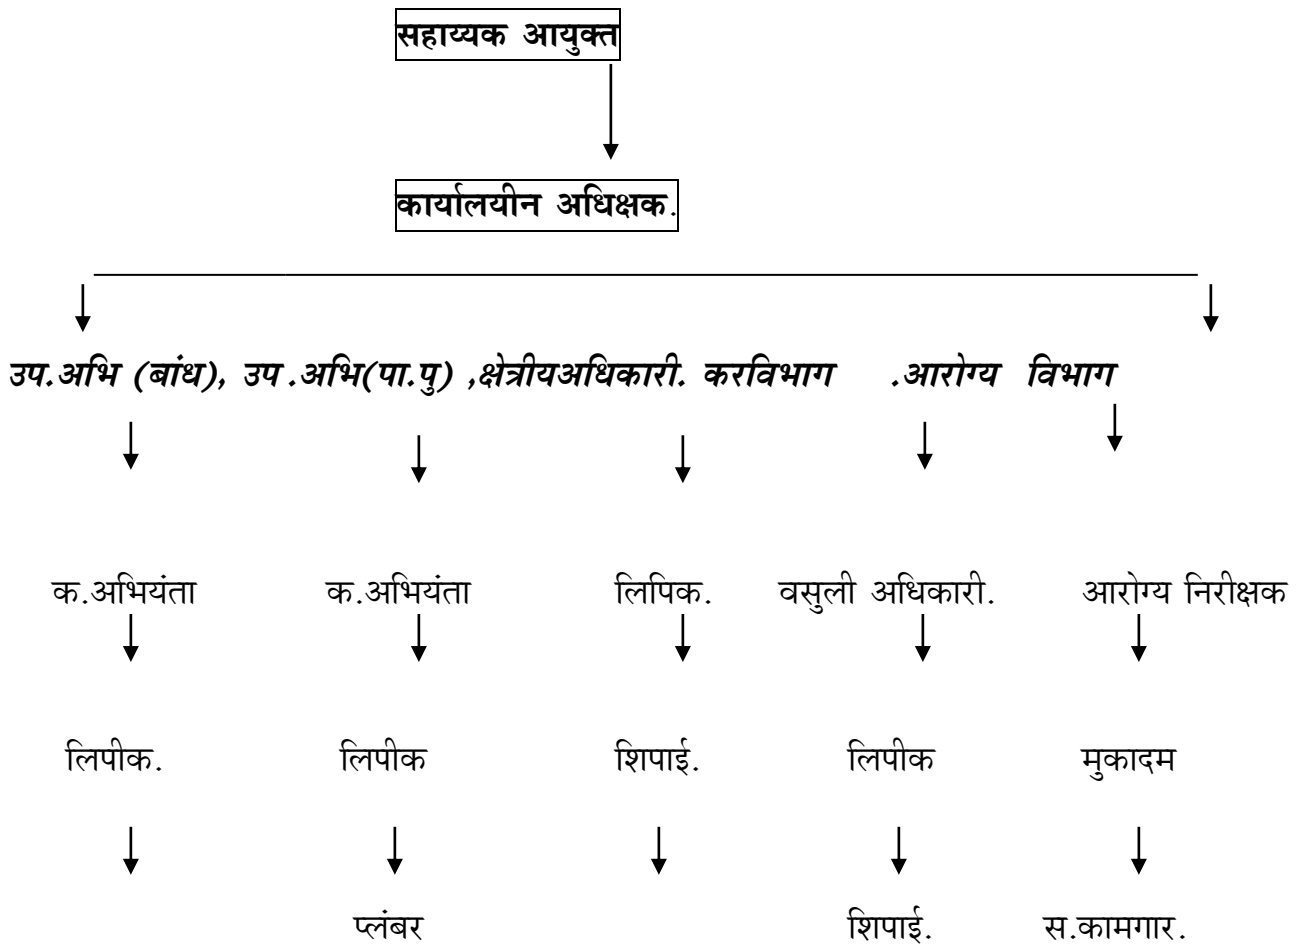 सहाय्यक आयुक्त
कार्यालयीन अधिक्षक.
उप.अभि (बांध), उप .अभि(पा.पु) ,क्षेत्रीयअधिकारी. करविभाग .आरोग्य विभाग
क.अभियंता क.अभियंता लिपिक. वसुली अधिकारी. आरोग्य निरीक्षक
लिपीक. लिपीक शिपाई. लिपीक मुकादम
प्लंबर शिपाई. स.कामगार.